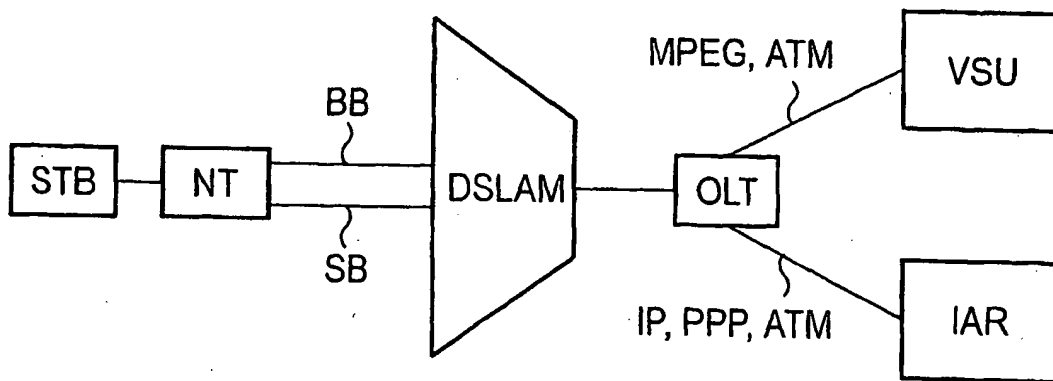 MPEG, ATM
VSU
BB
STB
NT
DSLAM
OLT
SB
IP, PPP, ATM
IAR